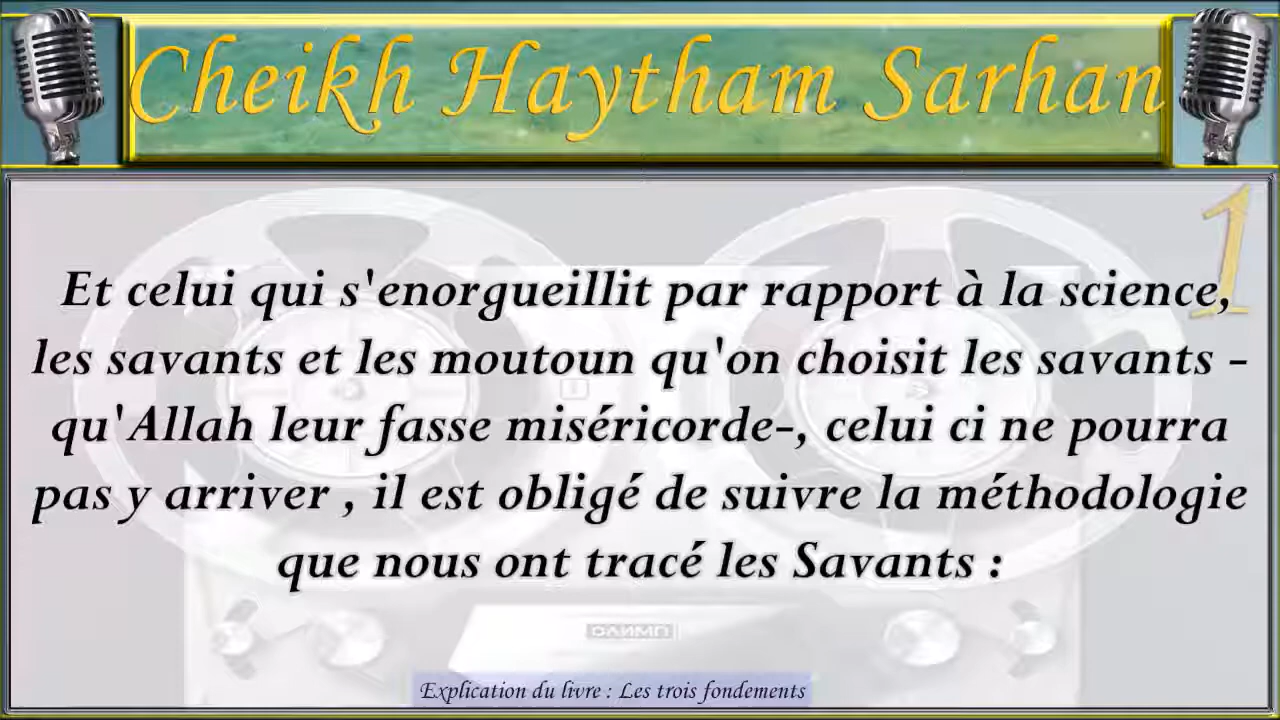 Cheikh Haytham Sarhan
1
Et celui qui s'enorgueillit par rapport à la science,
les savants et les moutoun qu'on choisit les savants -
qu'Allah leur fasse miséricorde-, celui ci ne pourra
pas y arriver , il est obligé de suivre la méthodologie
que nous ont tracé les Savants :
ОЛИМП
Explication du livre : Les trois fondements